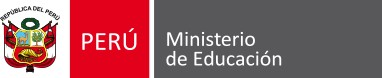 REPÚBLICA DEL PERÚ
PERÚ
Ministerio
de Educación